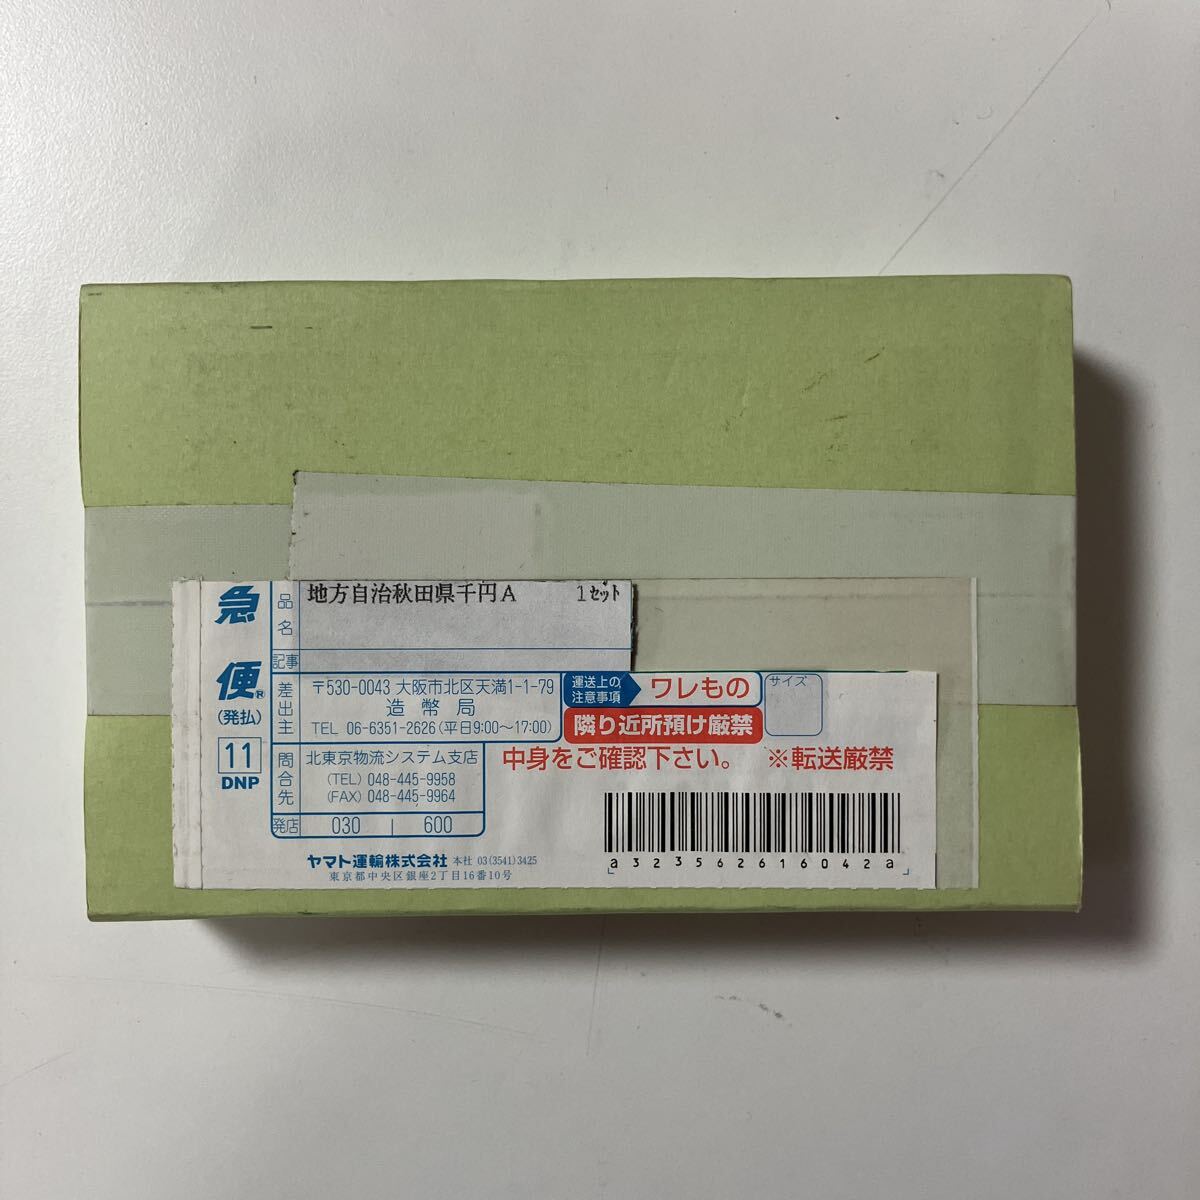 急便®
(発払)
11
DNP
品名
地方自治秋田県千円A 1セット
記事
差出主
〒530-0043 大阪市北区天満1-1-79
造幣局
TEL 06-6351-2626(平日9:00〜17:00)
運送上の注意事項
ワレもの
サイズ
隣り近所預け厳禁
問合先
北東京物流システム支店
(TEL) 048-445-9958
(FAX) 048-445-9964
中身をご確認下さい。 ※転送厳禁
発店 030 600
a323562616042a
ヤマト運輸株式会社 本社 03(3541)3425
東京都中央区銀座2丁目16番10号